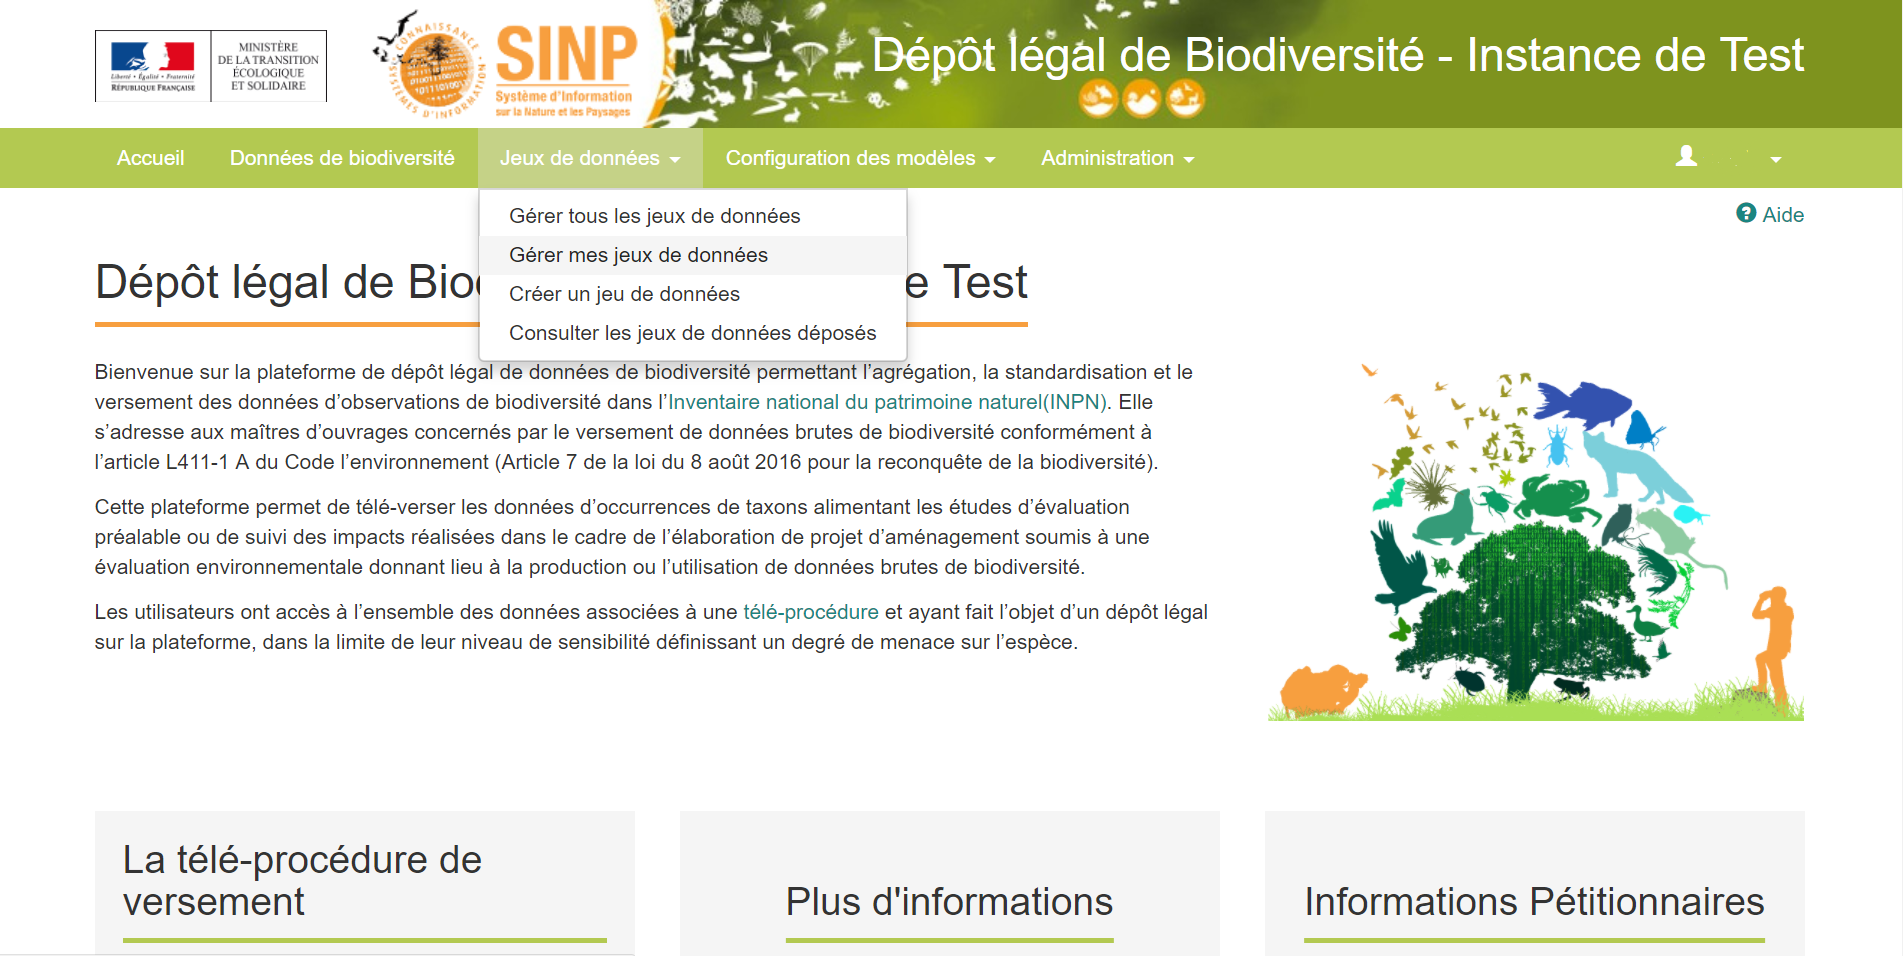 Liberté • Égalité • Fraternité
RÉPUBLIQUE FRANÇAISE
MINISTÈRE
DE LA TRANSITION
ÉCOLOGIQUE
ET SOLIDAIRE
CONNAISSANCE
SYSTÈMES D'INFORMATION
SINP
Système d'Information
sur la Nature et les Paysages
Dépôt légal de Biodiversité - Instance de Test
Accueil
Données de biodiversité
Jeux de données
Configuration des modèles
Administration
Gérer tous les jeux de données
Gérer mes jeux de données
Créer un jeu de données
Consulter les jeux de données déposés
Aide
Dépôt légal de Bio e Test
Bienvenue sur la plateforme de dépôt légal de données de biodiversité permettant l’agrégation, la standardisation et le
versement des données d’observations de biodiversité dans l’Inventaire national du patrimoine naturel(INPN). Elle
s’adresse aux maîtres d’ouvrages concernés par le versement de données brutes de biodiversité conformément à
l’article L411-1 A du Code l’environnement (Article 7 de la loi du 8 août 2016 pour la reconquête de la biodiversité).
Cette plateforme permet de télé-verser les données d’occurrences de taxons alimentant les études d’évaluation
préalable ou de suivi des impacts réalisées dans le cadre de l’élaboration de projet d’aménagement soumis à une
évaluation environnementale donnant lieu à la production ou l’utilisation de données brutes de biodiversité.
Les utilisateurs ont accès à l’ensemble des données associées à une télé-procédure et ayant fait l’objet d’un dépôt légal
sur la plateforme, dans la limite de leur niveau de sensibilité définissant un degré de menace sur l’espèce.
La télé-procédure de
versement
Plus d'informations
Informations Pétitionnaires